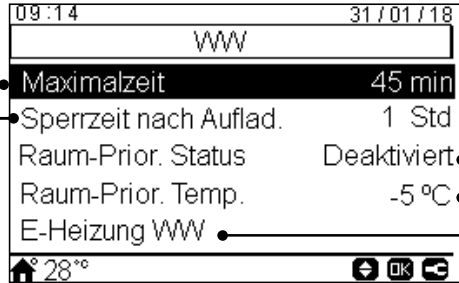 09:14 31/01/18
WW
Maximalzeit 45 min
Sperrzeit nach Auflad. 1 Std
Raum-Prior. Status Deaktiviert
Raum-Prior. Temp. -5 ºC
E-Heizung WW
28°C OK